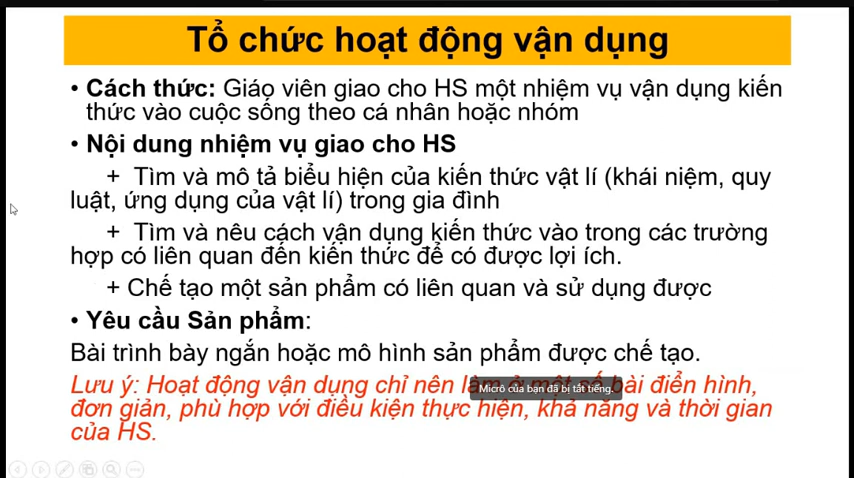 Tổ chức hoạt động vận dụng
• Cách thức: Giáo viên giao cho HS một nhiệm vụ vận dụng kiến
thức vào cuộc sống theo cá nhân hoặc nhóm
• Nội dung nhiệm vụ giao cho HS
+ Tìm và mô tả biểu hiện của kiến thức vật lí (khái niệm, quy
luật, ứng dụng của vật lí) trong gia đình
+ Tìm và nêu cách vận dụng kiến thức vào trong các trường
hợp có liên quan đến kiến thức để có được lợi ích.
+ Chế tạo một sản phẩm có liên quan và sử dụng được
• Yêu cầu Sản phẩm:
Bài trình bày ngắn hoặc mô hình sản phẩm được chế tạo.
Lưu ý: Hoạt động vận dụng chỉ nên làm ở một số bài điển hình,
Micrô của bạn đã bị tắt tiếng.
đơn giản, phù hợp với điều kiện thực hiện, khả năng và thời gian
của HS.